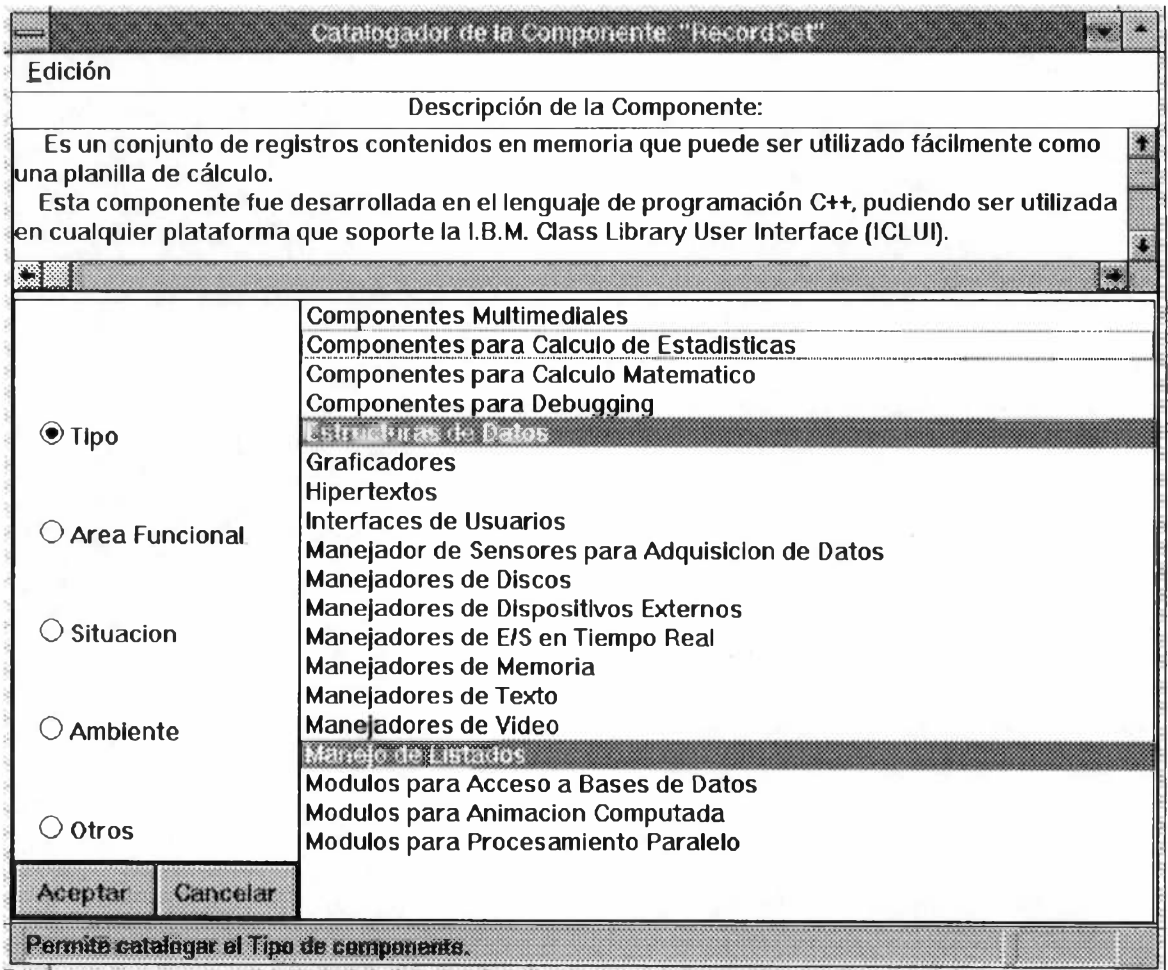 Catalogador de la Componente: "RecordSet"
Edición
Descripción de la Componente:
Es un conjunto de registros contenidos en memoria que puede ser utilizado fácilmente como
una planilla de cálculo.
Esta componente fue desarrollada en el lenguaje de programación C++, pudiendo ser utilizada
en cualquier plataforma que soporte la I.B.M. Class Library User Interface (ICLUI).
Tipo
Area Funcional
Situacion
Ambiente
Otros
Componentes Multimediales
Componentes para Calculo de Estadisticas
Componentes para Calculo Matematico
Componentes para Debugging
Estructuras de Datos
Graficadores
Hipertextos
Interfaces de Usuarios
Manejador de Sensores para Adquisicion de Datos
Manejadores de Discos
Manejadores de Dispositivos Externos
Manejadores de E/S en Tiempo Real
Manejadores de Memoria
Manejadores de Texto
Manejadores de Video
Manejo de Listados
Modulos para Acceso a Bases de Datos
Modulos para Animacion Computada
Modulos para Procesamiento Paralelo
Aceptar
Cancelar
Permite catalogar el Tipo de componente.